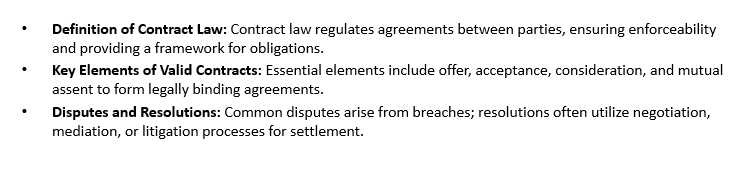 • Definition of Contract Law: Contract law regulates agreements between parties, ensuring enforceability
and providing a framework for obligations.
• Key Elements of Valid Contracts: Essential elements include offer, acceptance, consideration, and mutual
assent to form legally binding agreements.
• Disputes and Resolutions: Common disputes arise from breaches; resolutions often utilize negotiation,
mediation, or litigation processes for settlement.